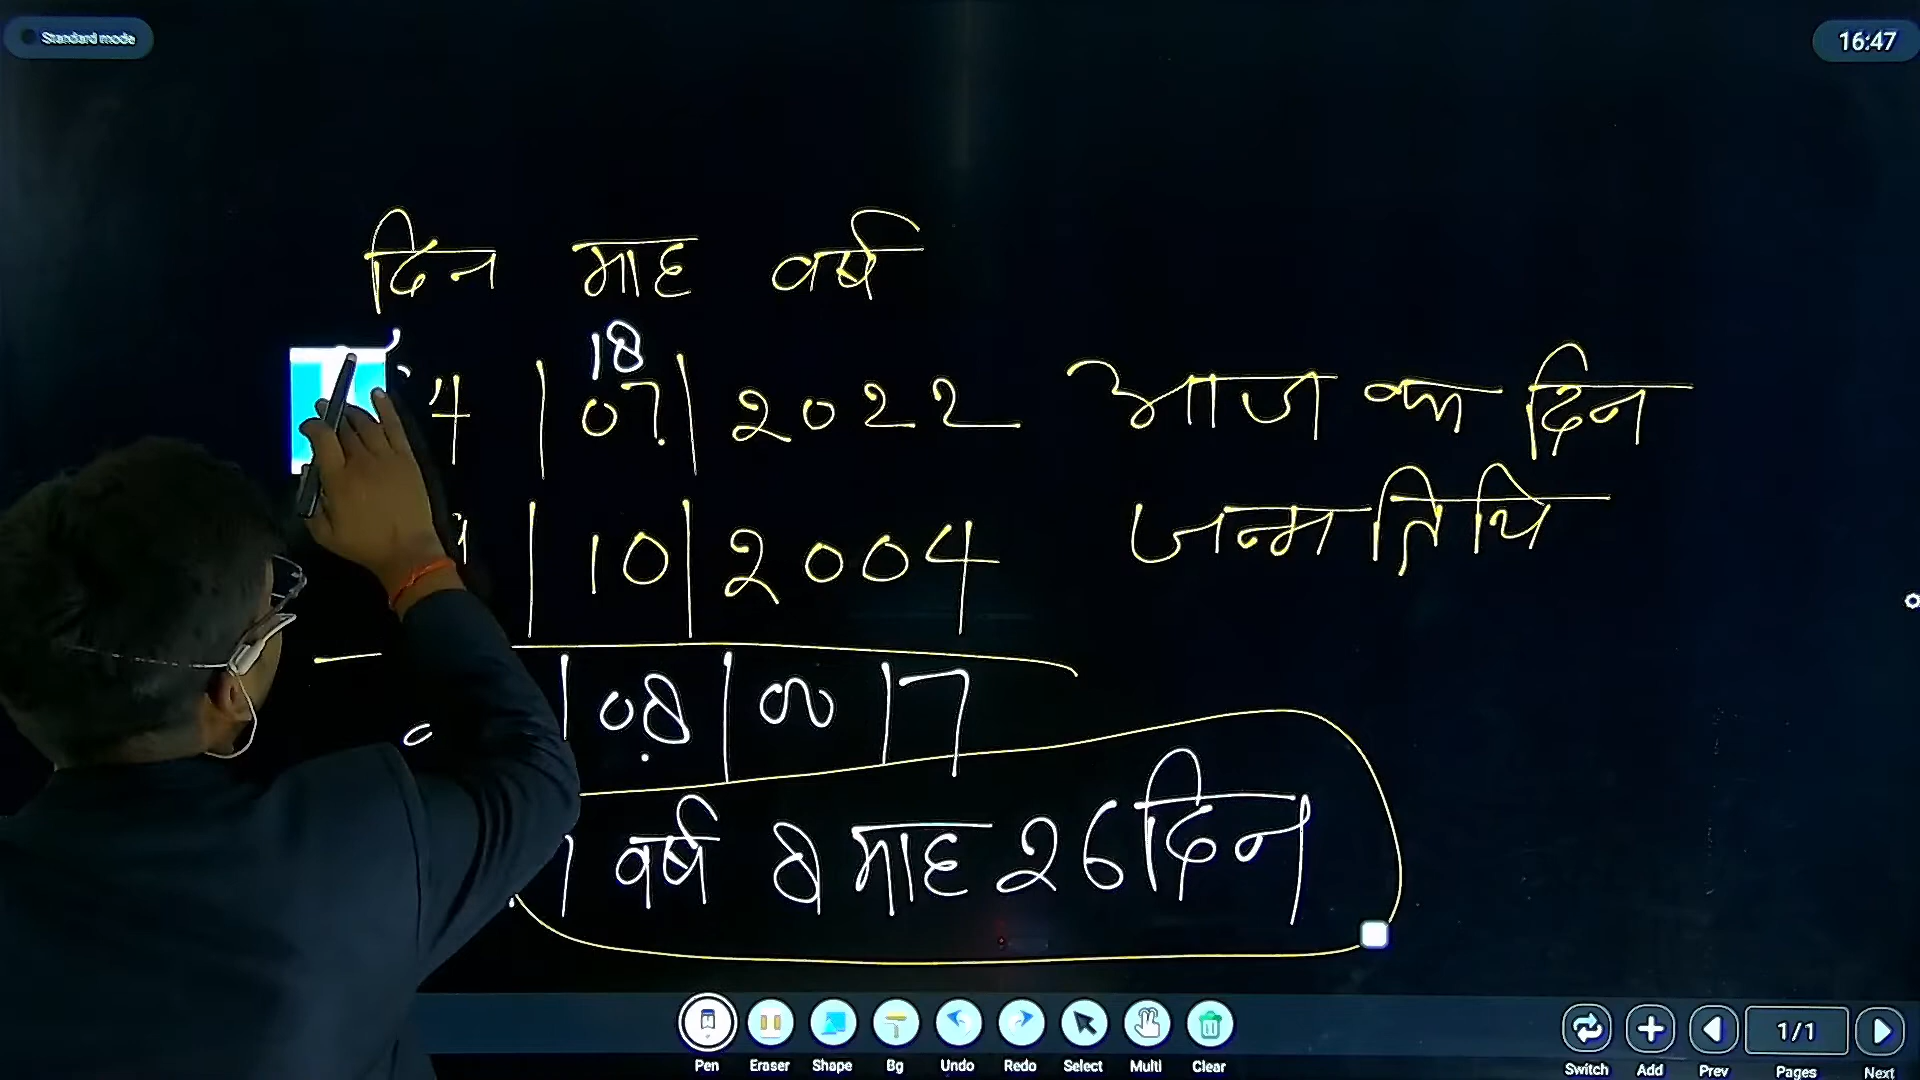 Standard mode
16:47
दिन माह वर्ष
18
4 | 07 | 2022 आज का दिन
| 10 | 2004 जन्म तिथि
| 08 | 00 | 17
वर्ष 8 माह 26 दिन
Pen Eraser Shape Bg Undo Redo Select Multi Clear
Switch Add Prev 1/1 Pages Next